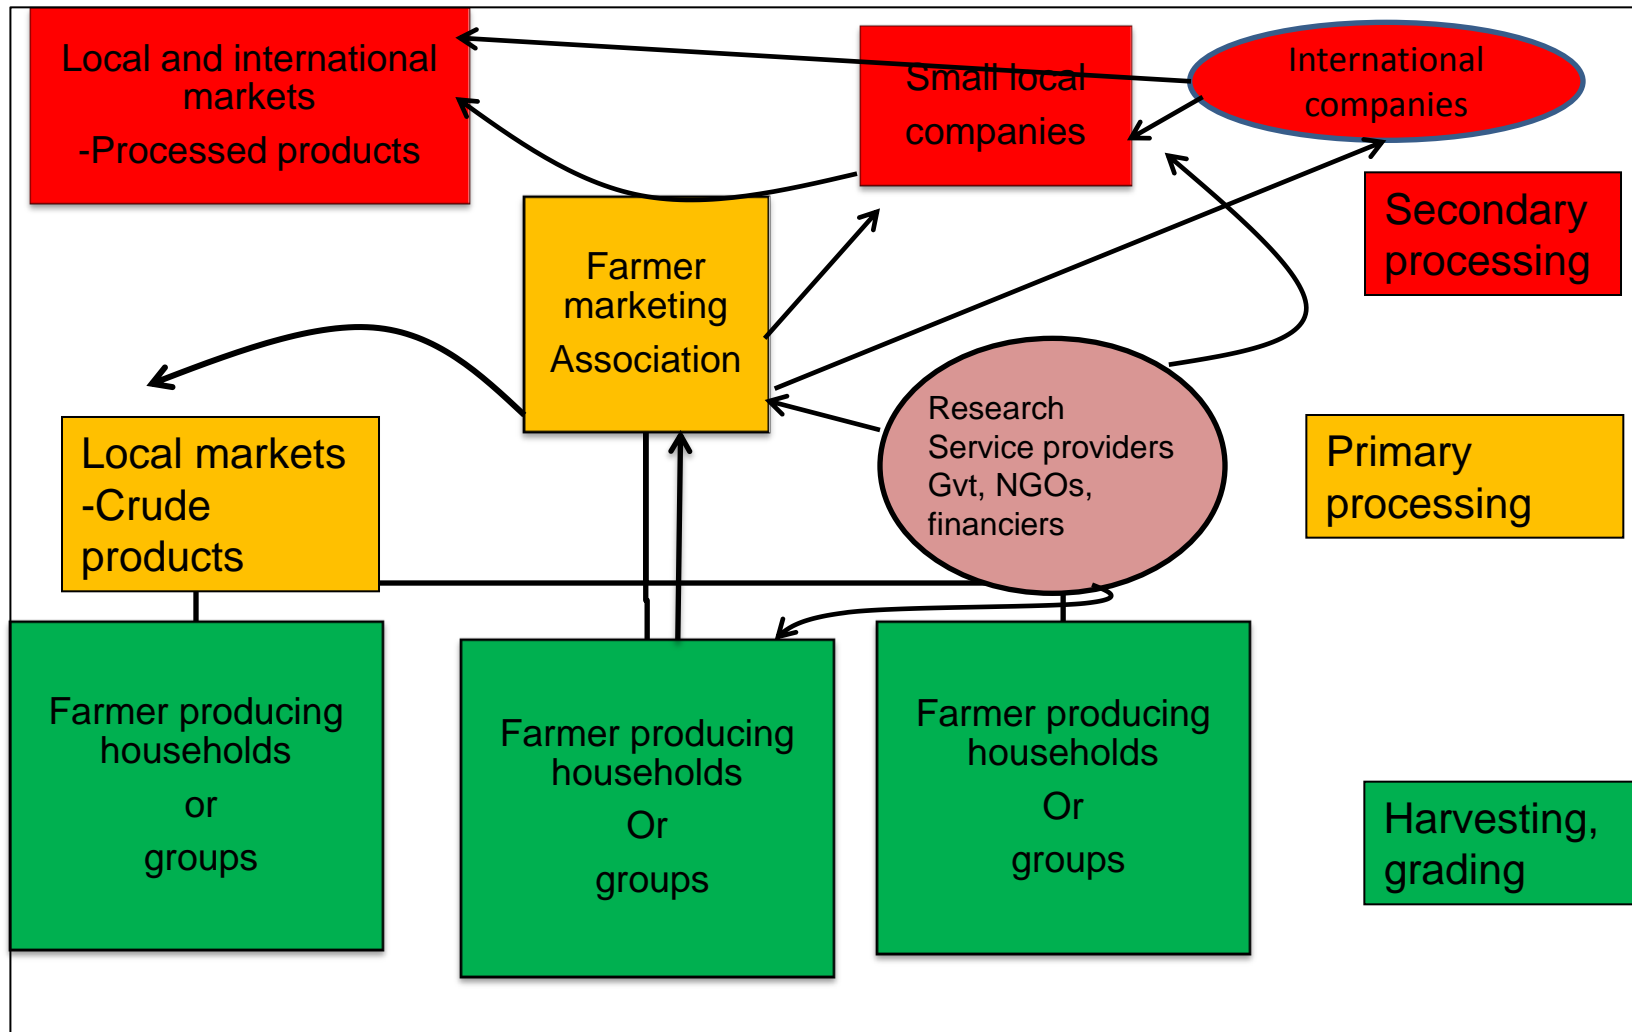 Local and international
markets
-Processed products
Small local
companies
International
companies
Secondary
processing
Farmer
marketing
Association
Research
Service providers
Gvt, NGOs,
financiers
Local markets
-Crude
products
Primary
processing
Farmer producing
households
or
groups
Farmer producing
households
Or
groups
Farmer producing
households
Or
groups
Harvesting,
grading